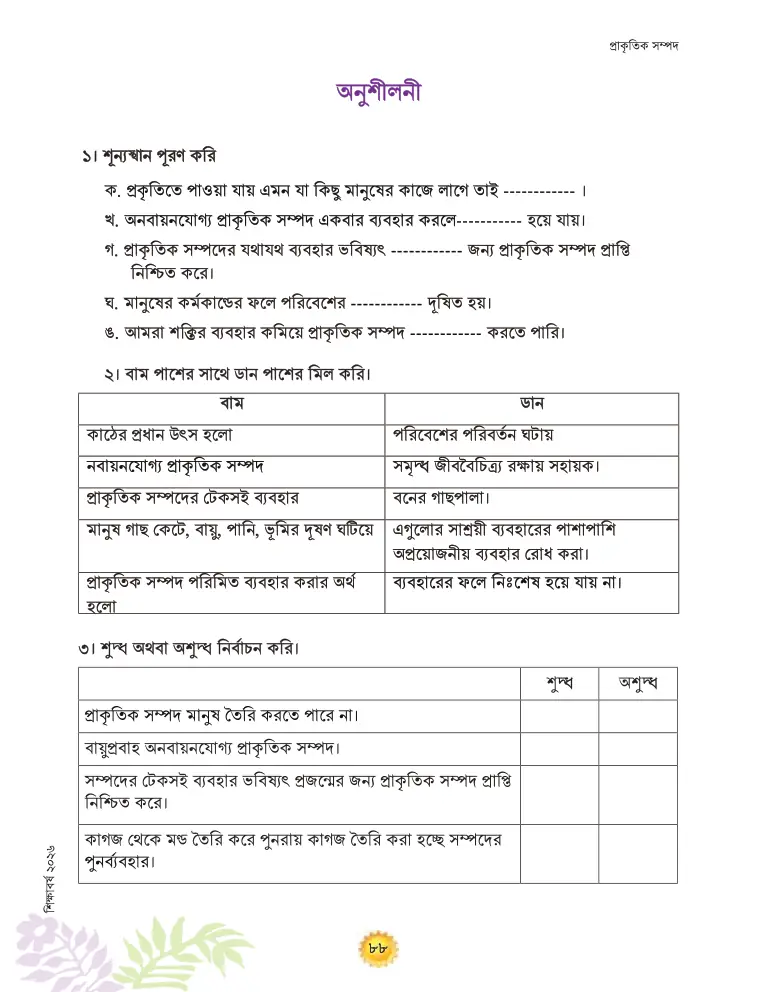 প্রাকৃতিক সম্পদ
অনুশীলনী
১। শূন্যস্থান পূরণ করি
ক. প্রকৃতিতে পাওয়া যায় এমন যা কিছু মানুষের কাজে লাগে তাই ------------ ।
খ. অনবায়নযোগ্য প্রাকৃতিক সম্পদ একবার ব্যবহার করলে----------- হয়ে যায়।
গ. প্রাকৃতিক সম্পদের যথাযথ ব্যবহার ভবিষ্যৎ ------------ জন্য প্রাকৃতিক সম্পদ প্রাপ্তি
নিশ্চিত করে।
ঘ. মানুষের কর্মকান্ডের ফলে পরিবেশের ------------ দূষিত হয়।
ঙ. আমরা শক্তির ব্যবহার কমিয়ে প্রাকৃতিক সম্পদ ------------ করতে পারি।
২। বাম পাশের সাথে ডান পাশের মিল করি।
বাম ডান
কাঠের প্রধান উৎস হলো পরিবেশের পরিবর্তন ঘটায়
নবায়নযোগ্য প্রাকৃতিক সম্পদ সমৃদ্ধ জীববৈচিত্র্য রক্ষায় সহায়ক।
প্রাকৃতিক সম্পদের টেকসই ব্যবহার বনের গাছপালা।
মানুষ গাছ কেটে, বায়ু, পানি, ভূমির দূষণ ঘটিয়ে এগুলোর সাশ্রয়ী ব্যবহারের পাশাপাশি
অপ্রয়োজনীয় ব্যবহার রোধ করা।
প্রাকৃতিক সম্পদ পরিমিত ব্যবহার করার অর্থ ব্যবহারের ফলে নিঃশেষ হয়ে যায় না।
হলো
৩। শুদ্ধ অথবা অশুদ্ধ নির্বাচন করি।
শুদ্ধ অশুদ্ধ
প্রাকৃতিক সম্পদ মানুষ তৈরি করতে পারে না।
বায়ুপ্রবাহ অনবায়নযোগ্য প্রাকৃতিক সম্পদ।
সম্পদের টেকসই ব্যবহার ভবিষ্যৎ প্রজন্মের জন্য প্রাকৃতিক সম্পদ প্রাপ্তি
নিশ্চিত করে।
কাগজ থেকে মন্ড তৈরি করে পুনরায় কাগজ তৈরি করা হচ্ছে সম্পদের
পুনর্ব্যবহার।
শিক্ষাবর্ষ ২০২৬
৮৮